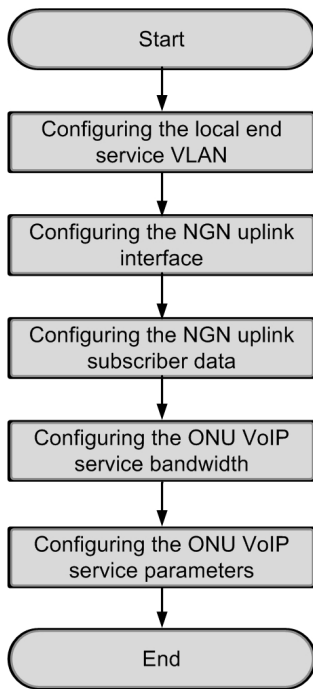 Start
Configuring the local end
service VLAN
Configuring the NGN uplink
interface
Configuring the NGN uplink
subscriber data
Configuring the ONU VoIP
service bandwidth
Configuring the ONU VoIP
service parameters
End